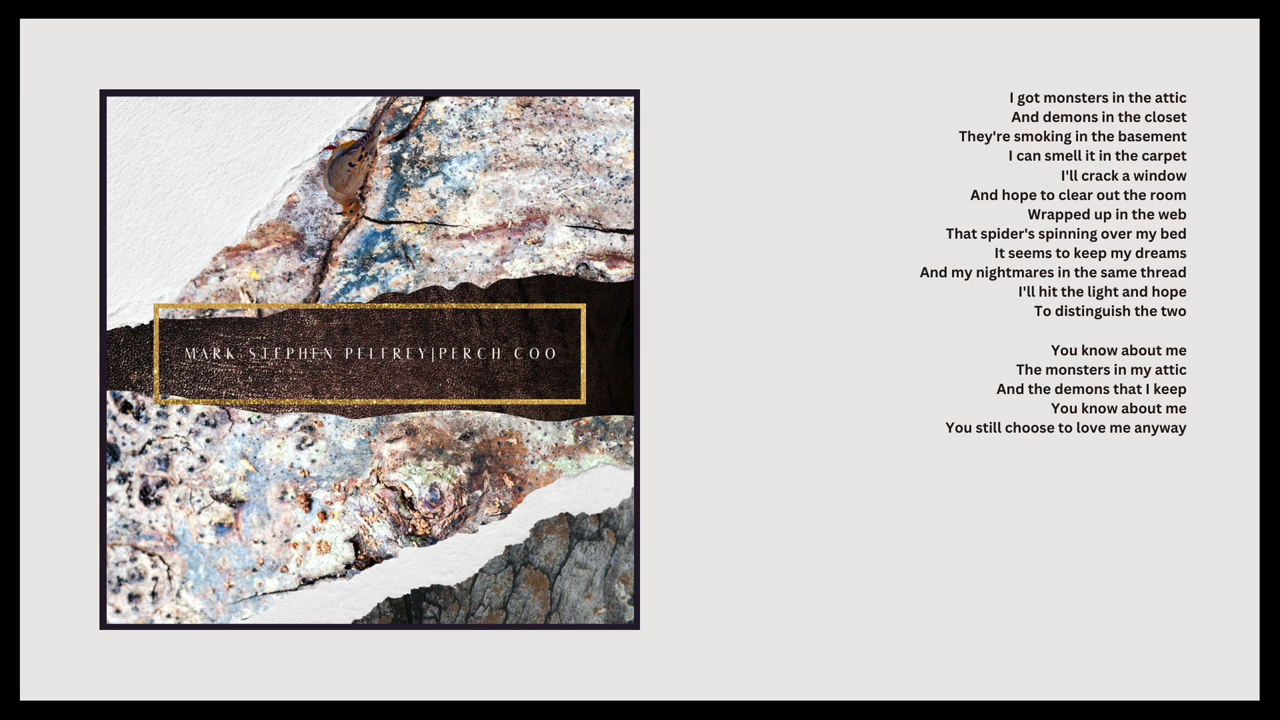 MARK STEPHEN PELFREY|PERCH COO
I got monsters in the attic
And demons in the closet
They're smoking in the basement
I can smell it in the carpet
I'll crack a window
And hope to clear out the room
Wrapped up in the web
That spider's spinning over my bed
It seems to keep my dreams
And my nightmares in the same thread
I'll hit the light and hope
To distinguish the two
You know about me
The monsters in my attic
And the demons that I keep
You know about me
You still choose to love me anyway